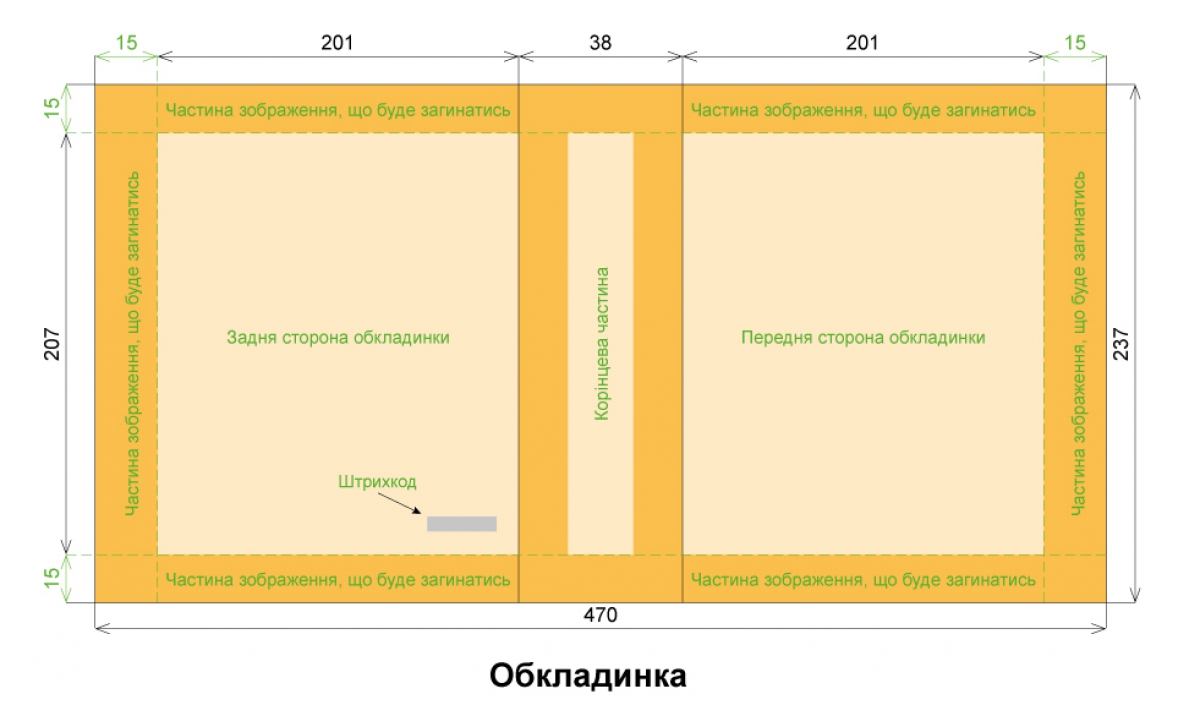 15
201
38
201
15
15
Частина зображення, що буде загинатись
Частина зображення, що буде загинатись
Частина зображення, що буде загинатись
Частина зображення, що буде загинатись
207
Задня сторона обкладинки
Корінцева частина
Передня сторона обкладинки
237
Штрихкод
15
Частина зображення, що буде загинатись
Частина зображення, що буде загинатись
470
Обкладинка